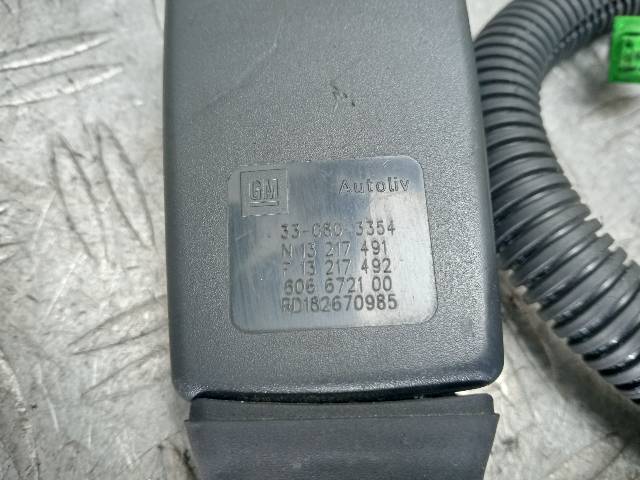 GM Autoliv
33-080-3354
N 13 217 491
F 13 217 492
606 6721 00
RD182670985